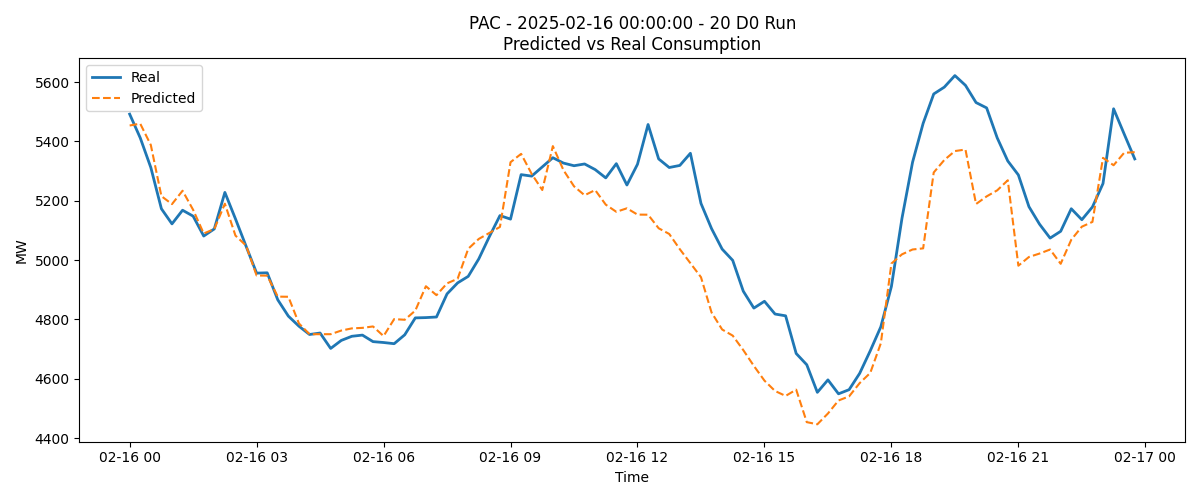 PAC - 2025-02-16 00:00:00 - 20 D0 Run
Predicted vs Real Consumption
Real
Predicted
5600
5400
5200
5000
4800
4600
4400
MW
02-16 00
02-16 03
02-16 06
02-16 09
02-16 12
02-16 15
02-16 18
02-16 21
02-17 00
Time